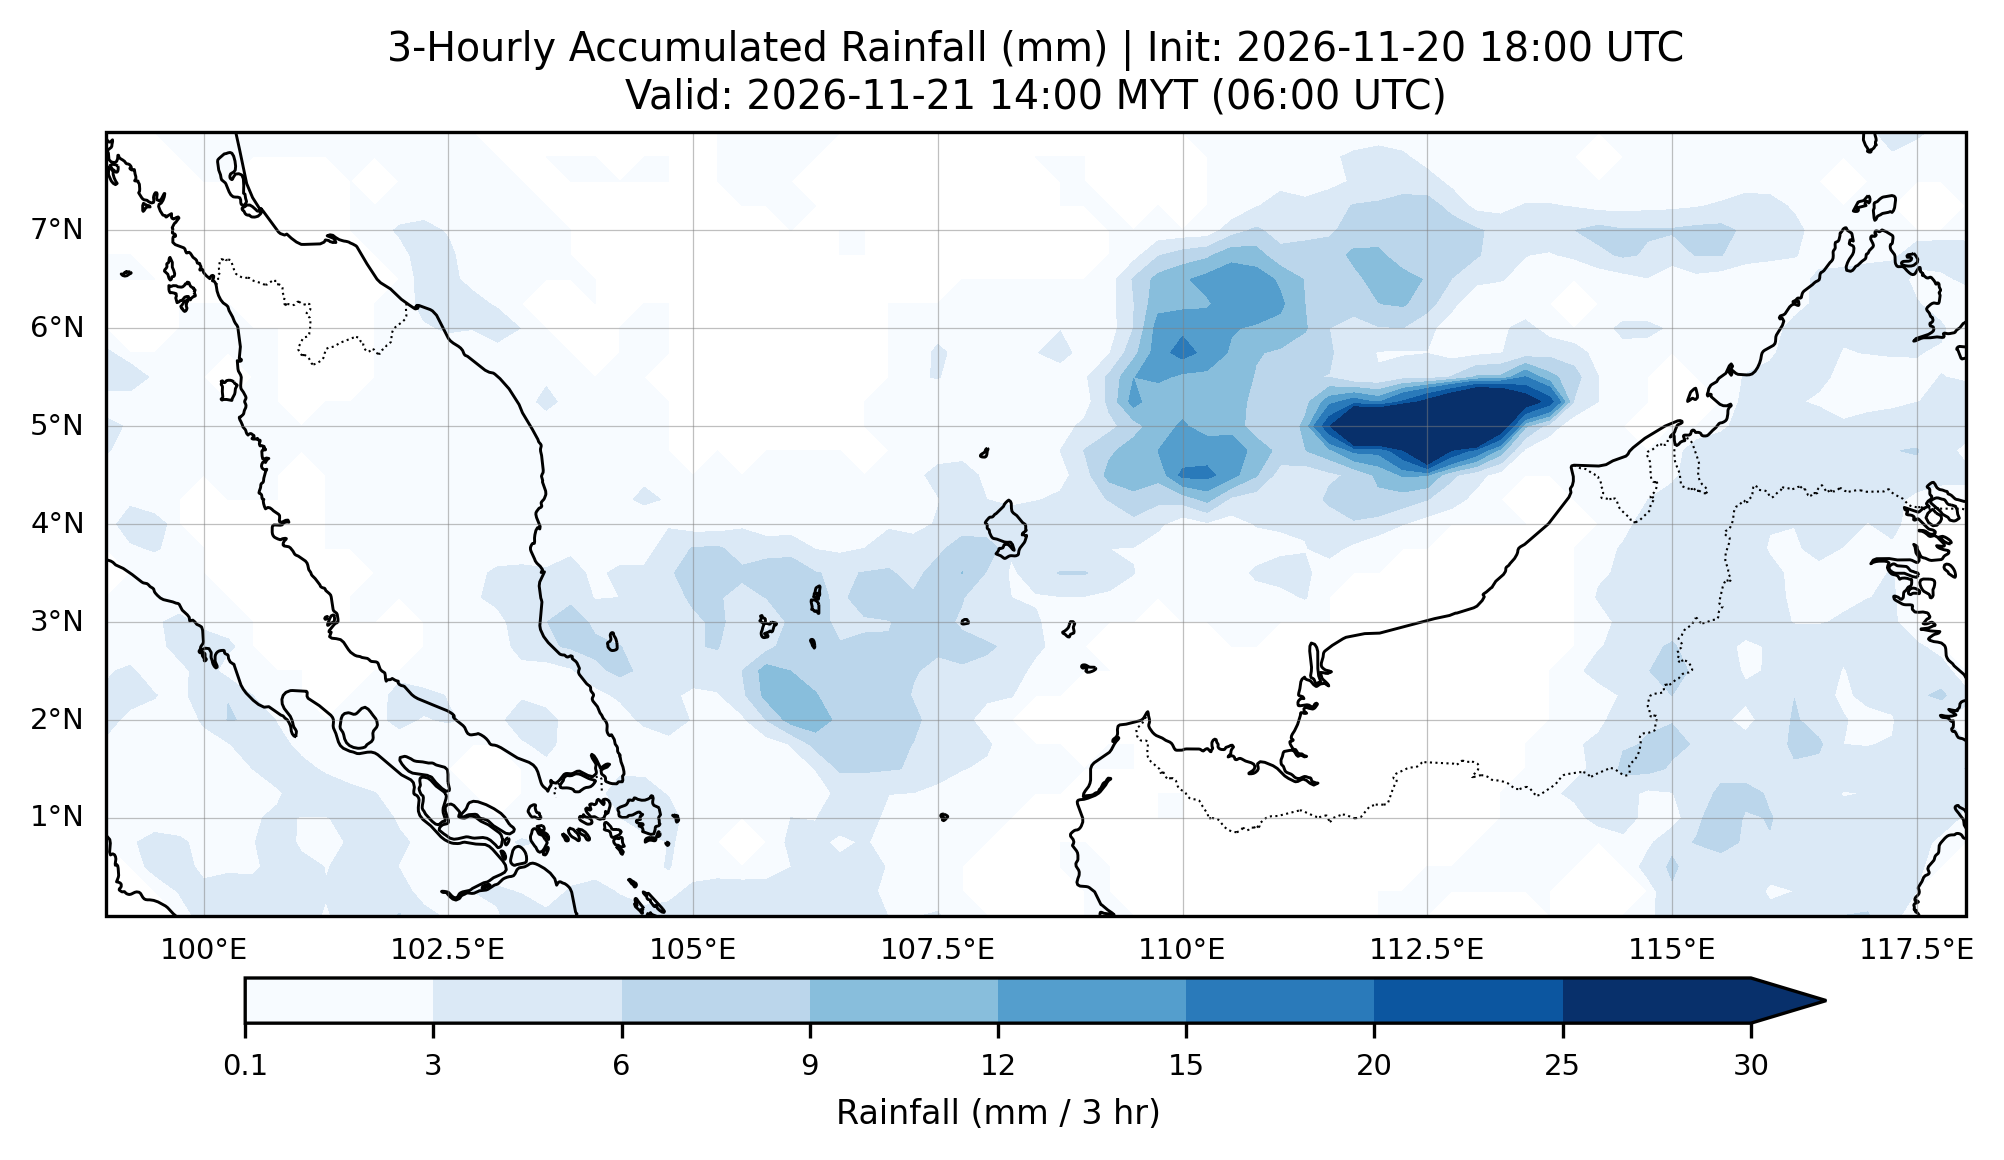 3-Hourly Accumulated Rainfall (mm) | Init: 2026-11-20 18:00 UTC
Valid: 2026-11-21 14:00 MYT (06:00 UTC)
7°N
6°N
5°N
4°N
3°N
2°N
1°N
100°E 102.5°E 105°E 107.5°E 110°E 112.5°E 115°E 117.5°E
0.1 3 6 9 12 15 20 25 30
Rainfall (mm / 3 hr)